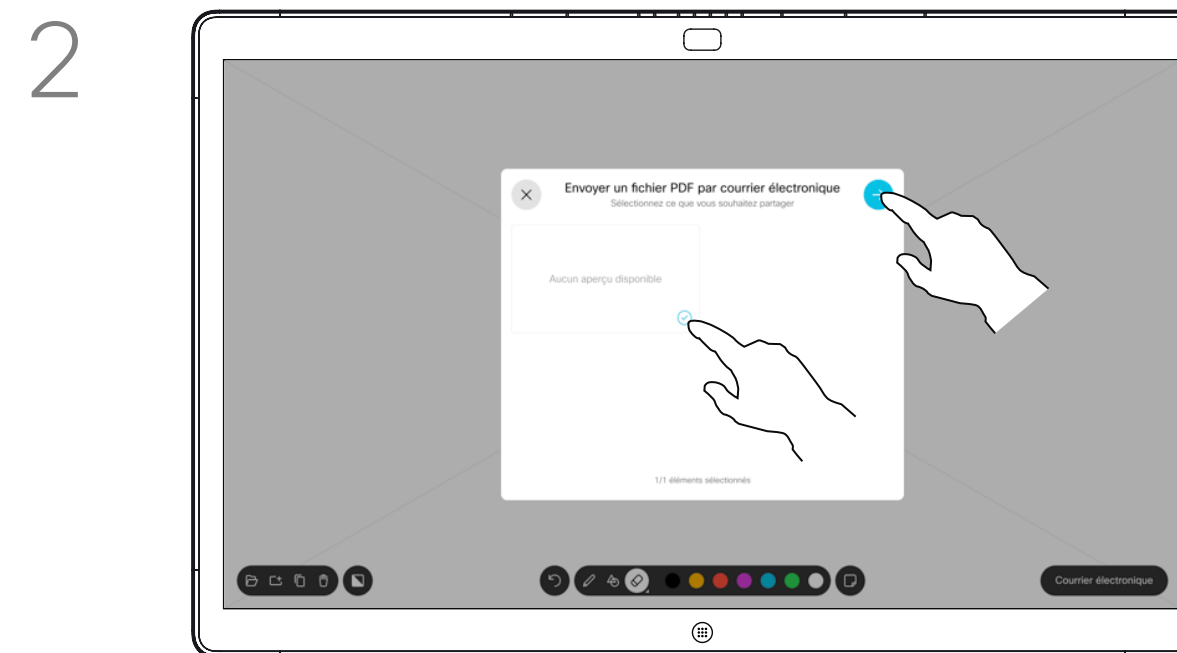 2
Envoyer un fichier PDF par courrier électronique
Sélectionnez ce que vous souhaitez partager
Aucun aperçu disponible
1/1 éléments sélectionnés
Courrier électronique